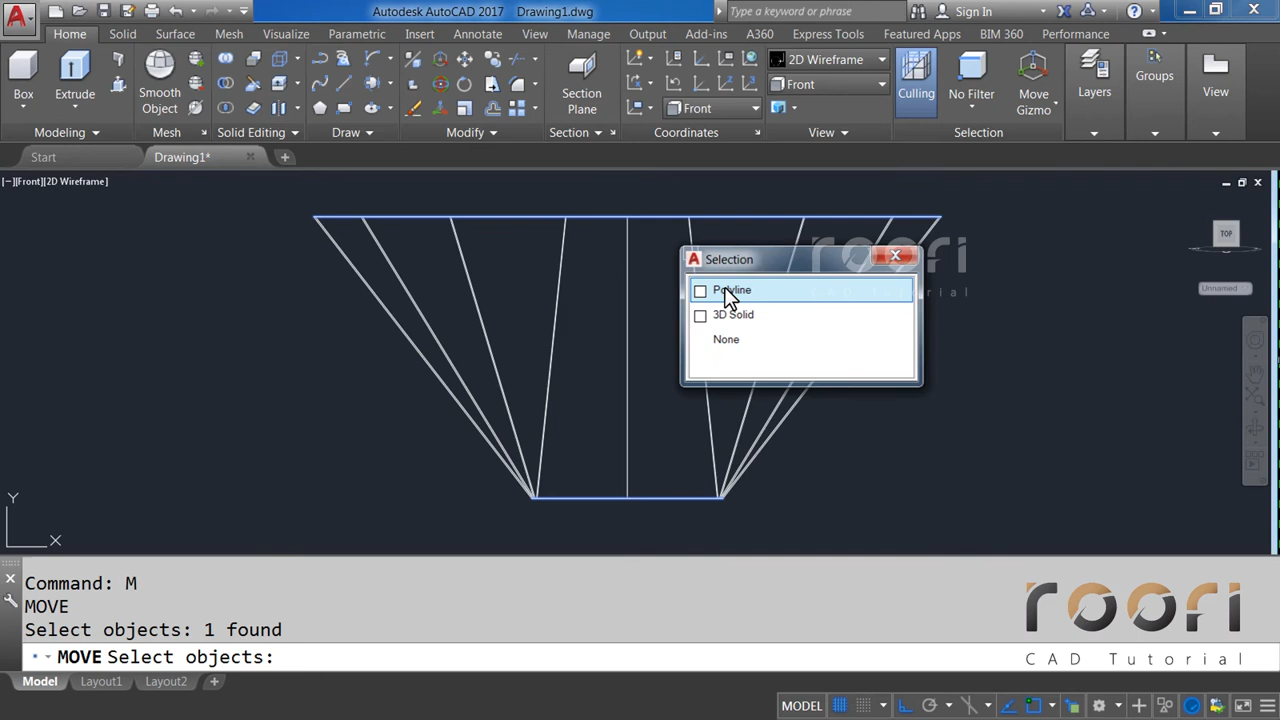 Autodesk AutoCAD 2017 Drawing1.dwg
Type a keyword or phrase
Sign In
Home Solid Surface Mesh Visualize Parametric Insert Annotate View Manage Output Add-ins A360 Express Tools Featured Apps BIM 360 Performance
Box
Extrude
Smooth
Object
Section
Plane
Front
2D Wireframe
Front
Culling
No Filter
Move
Gizmo
Layers
Groups
View
Modeling
Mesh
Solid Editing
Draw
Modify
Section
Coordinates
View
Selection
Start
Drawing1*
[−][Front][2D Wireframe]
TOP
Unnamed
roofi
CAD Tutorial
Selection
Polyline
3D Solid
None
Y
X
Command: M
MOVE
Select objects: 1 found
MOVE Select objects:
roofi
CAD Tutorial
Model Layout1 Layout2
MODEL